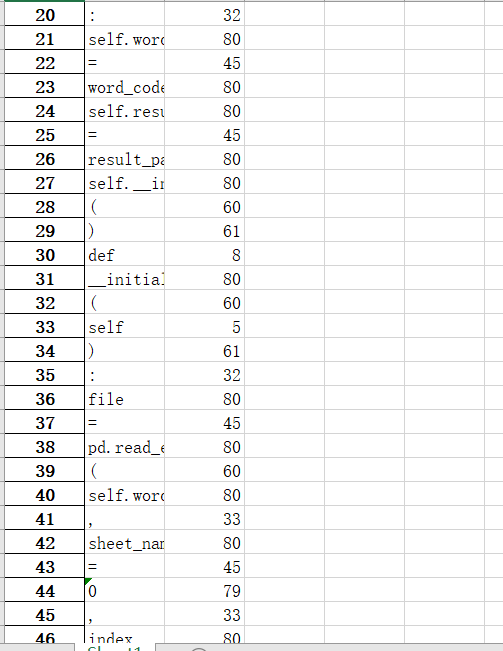 20 : 32
21 self.word 80
22 = 45
23 word_code 80
24 self.resu 80
25 = 45
26 result_pa 80
27 self.__in 80
28 ( 60
29 ) 61
30 def 8
31 __initial 80
32 ( 60
33 self 5
34 ) 61
35 : 32
36 file 80
37 = 45
38 pd.read_e 80
39 ( 60
40 self.word 80
41 , 33
42 sheet_nam 80
43 = 45
44 0 79
45 , 33
46 index 80